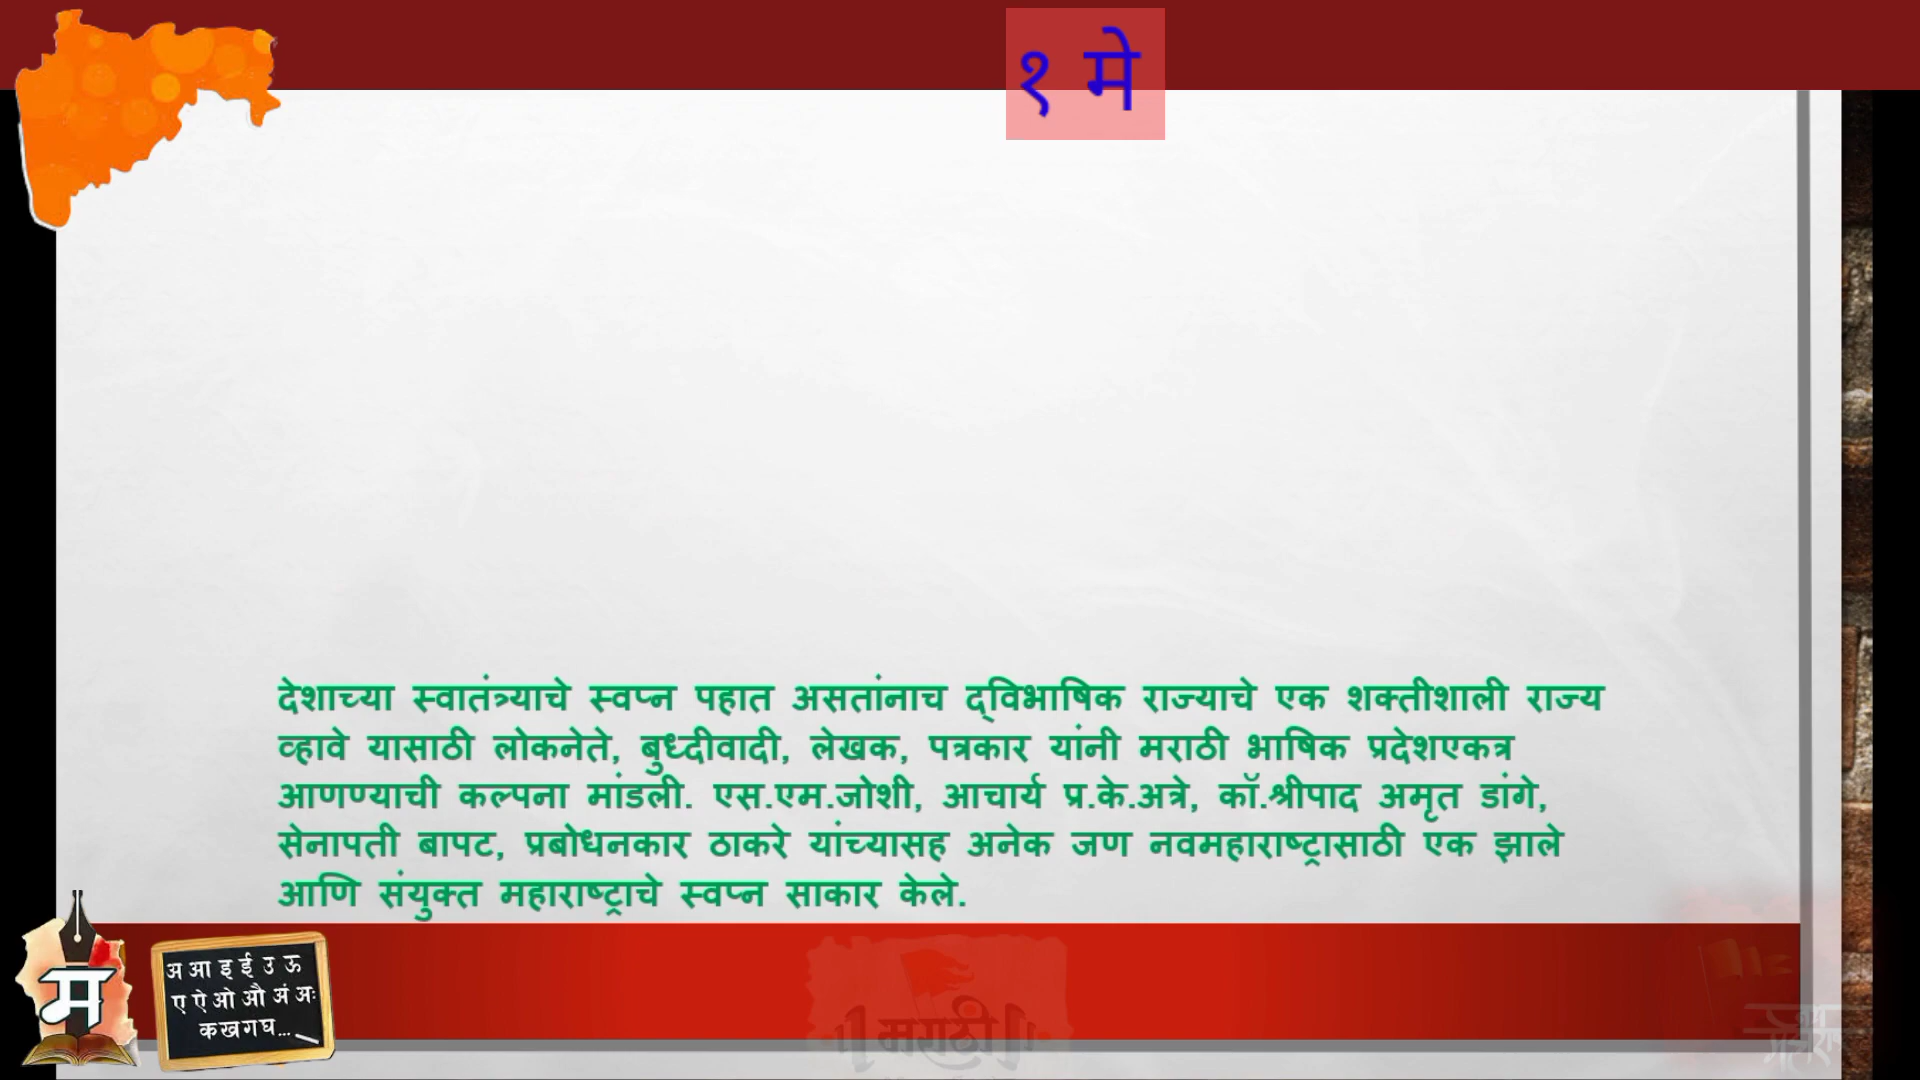 १ मे
देशाच्या स्वातंत्र्याचे स्वप्न पहात असतांनाच द्विभाषिक राज्याचे एक शक्तीशाली राज्य
व्हावे यासाठी लोकनेते, बुध्दीवादी, लेखक, पत्रकार यांनी मराठी भाषिक प्रदेशएकत्र
आणण्याची कल्पना मांडली. एस.एम.जोशी, आचार्य प्र.के.अत्रे, कॉ.श्रीपाद अमृत डांगे,
सेनापती बापट, प्रबोधनकार ठाकरे यांच्यासह अनेक जण नवमहाराष्ट्रासाठी एक झाले
आणि संयुक्त महाराष्ट्राचे स्वप्न साकार केले.
म
अ आ इ ई उ ऊ
ए ऐ ओ औ अं अः
क ख ग घ...
मराठी